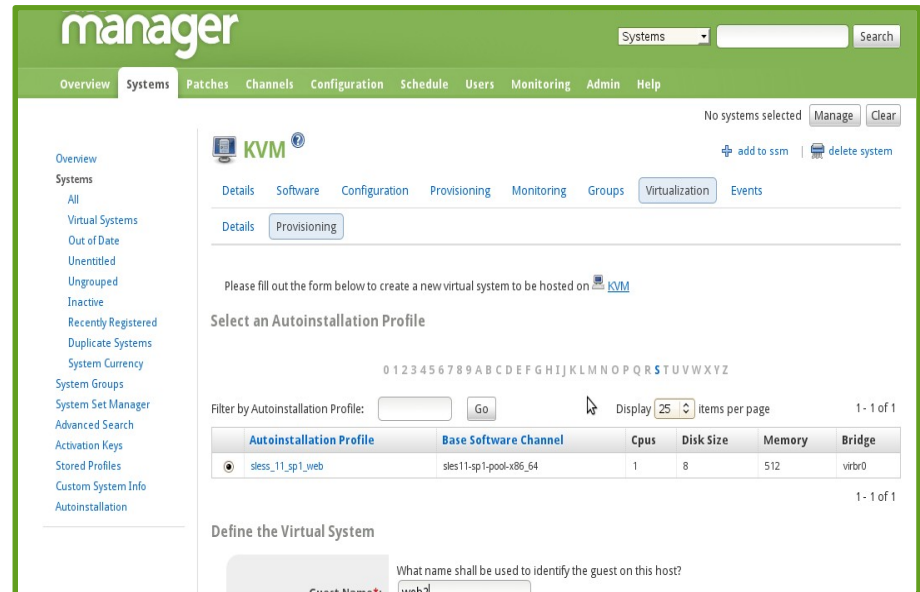 manager
Systems Search
Overview Systems Patches Channels Configuration Schedule Users Monitoring Admin Help
No systems selected Manage Clear
KVM ?
add to ssm | delete system
Overview
Systems
All
Virtual Systems
Out of Date
Unentitled
Ungrouped
Inactive
Recently Registered
Duplicate Systems
System Currency
System Groups
System Set Manager
Advanced Search
Activation Keys
Stored Profiles
Custom System Info
Autoinstallation
Details Software Configuration Provisioning Monitoring Groups Virtualization Events
Details Provisioning
Please fill out the form below to create a new virtual system to be hosted on KVM
Select an Autoinstallation Profile
0 1 2 3 4 5 6 7 8 9 A B C D E F G H I J K L M N O P Q R S T U V W X Y Z
Filter by Autoinstallation Profile: Go Display 25 items per page 1 - 1 of 1
Autoinstallation Profile Base Software Channel Cpus Disk Size Memory Bridge
sless_11_sp1_web sles11-sp1-pool-x86_64 1 8 512 virbr0
1 - 1 of 1
Define the Virtual System
What name shall be used to identify the guest on this host?
Guest Name*: